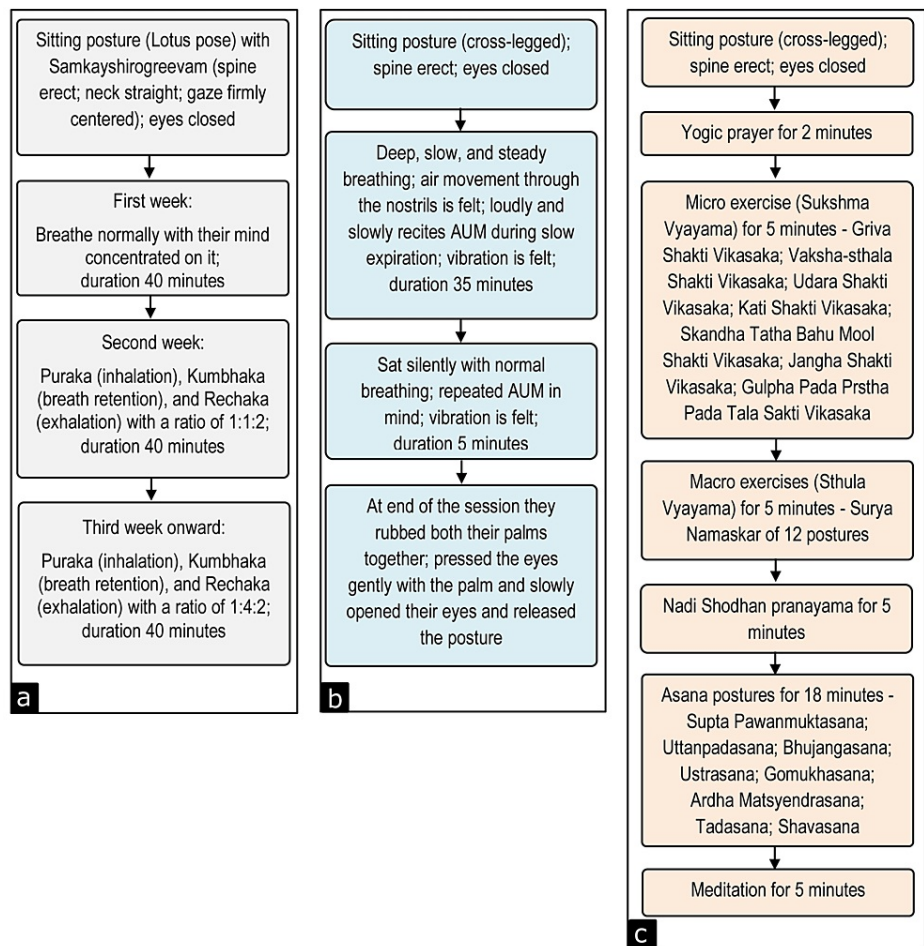 Sitting posture (Lotus pose) with
Samkayshirogreevam (spine
erect; neck straight; gaze firmly
centered); eyes closed
First week:
Breathe normally with their mind
concentrated on it;
duration 40 minutes
Second week:
Puraka (inhalation), Kumbhaka
(breath retention), and Rechaka
(exhalation) with a ratio of 1:1:2;
duration 40 minutes
Third week onward:
Puraka (inhalation), Kumbhaka
(breath retention), and Rechaka
(exhalation) with a ratio of 1:4:2;
duration 40 minutes
a
Sitting posture (cross-legged);
spine erect; eyes closed
Deep, slow, and steady
breathing; air movement through
the nostrils is felt; loudly and
slowly recites AUM during slow
expiration; vibration is felt;
duration 35 minutes
Sat silently with normal
breathing; repeated AUM in
mind; vibration is felt;
duration 5 minutes
At end of the session they
rubbed both their palms
together; pressed the eyes
gently with the palm and slowly
opened their eyes and released
the posture
b
Sitting posture (cross-legged);
spine erect; eyes closed
Yogic prayer for 2 minutes
Micro exercise (Sukshma
Vyayama) for 5 minutes - Griva
Shakti Vikasaka; Vaksha-sthala
Shakti Vikasaka; Udara Shakti
Vikasaka; Kati Shakti Vikasaka;
Skandha Tatha Bahu Mool
Shakti Vikasaka; Jangha Shakti
Vikasaka; Gulpha Pada Prstha
Pada Tala Sakti Vikasaka
Macro exercises (Sthula
Vyayama) for 5 minutes - Surya
Namaskar of 12 postures
Nadi Shodhan pranayama for 5
minutes
Asana postures for 18 minutes -
Supta Pawanmuktasana;
Uttanpadasana; Bhujangasana;
Ustrasana; Gomukhasana;
Ardha Matsyendrasana;
Tadasana; Shavasana
Meditation for 5 minutes
c